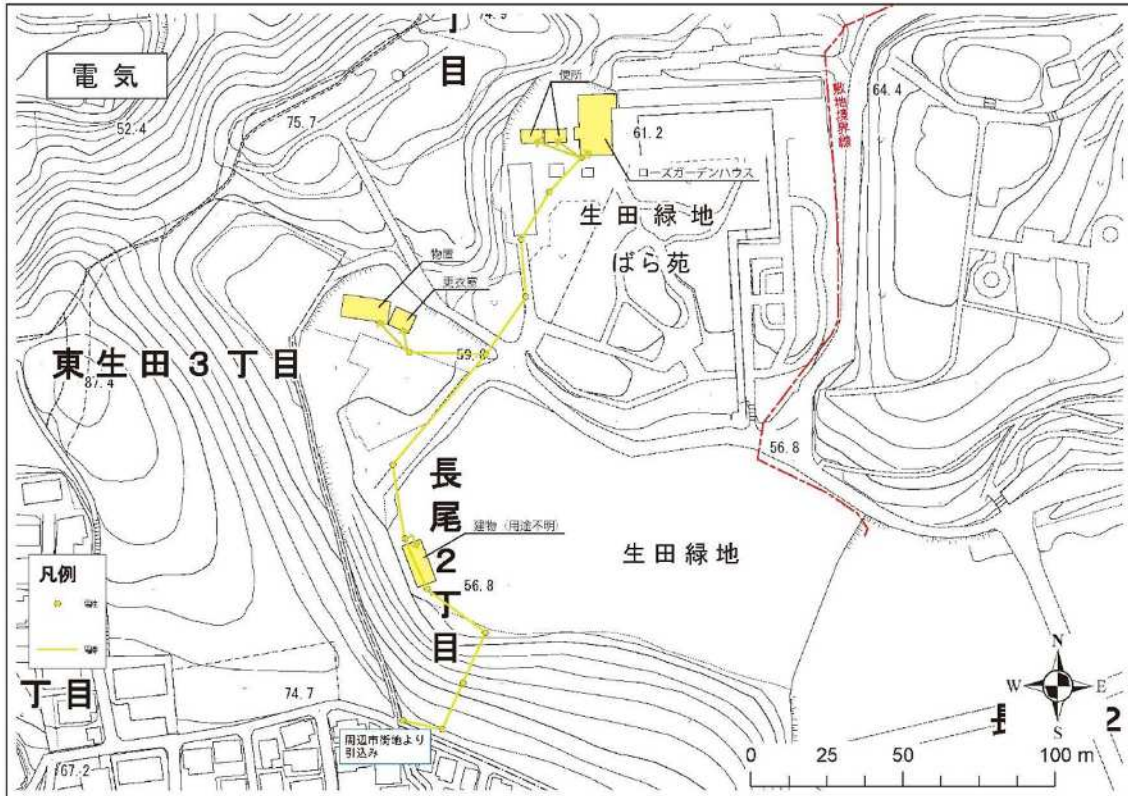 電気
丁
目
74.9
52.4
75.7
便所
61.2
ローズガーデンハウス
敷地境界線
64.4
生田緑地
ばら苑
物置
更衣室
59.8
東生田3丁目
87.4
56.8
長尾2丁目
建物（用途不明）
生田緑地
56.8
凡例
丁目
74.7
周辺市街地より
引込み
67.2
N
W
E
S
2
0
25
50
100 m